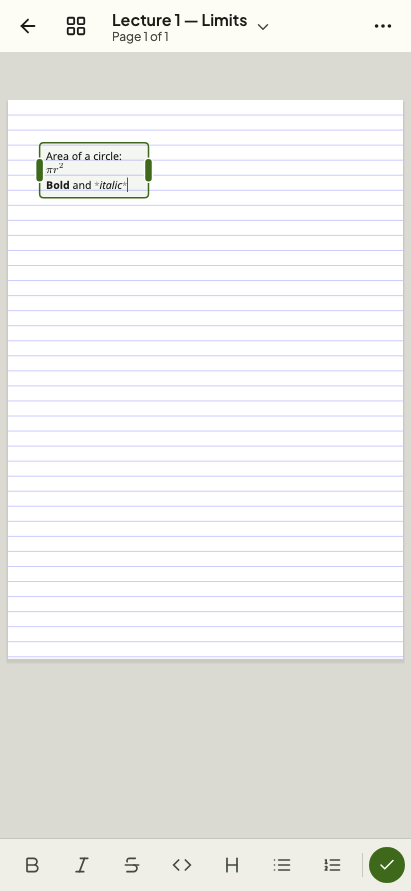 Lecture 1 — Limits
Page 1 of 1
Area of a circle:
πr²
Bold and *italic*
B I S <> H